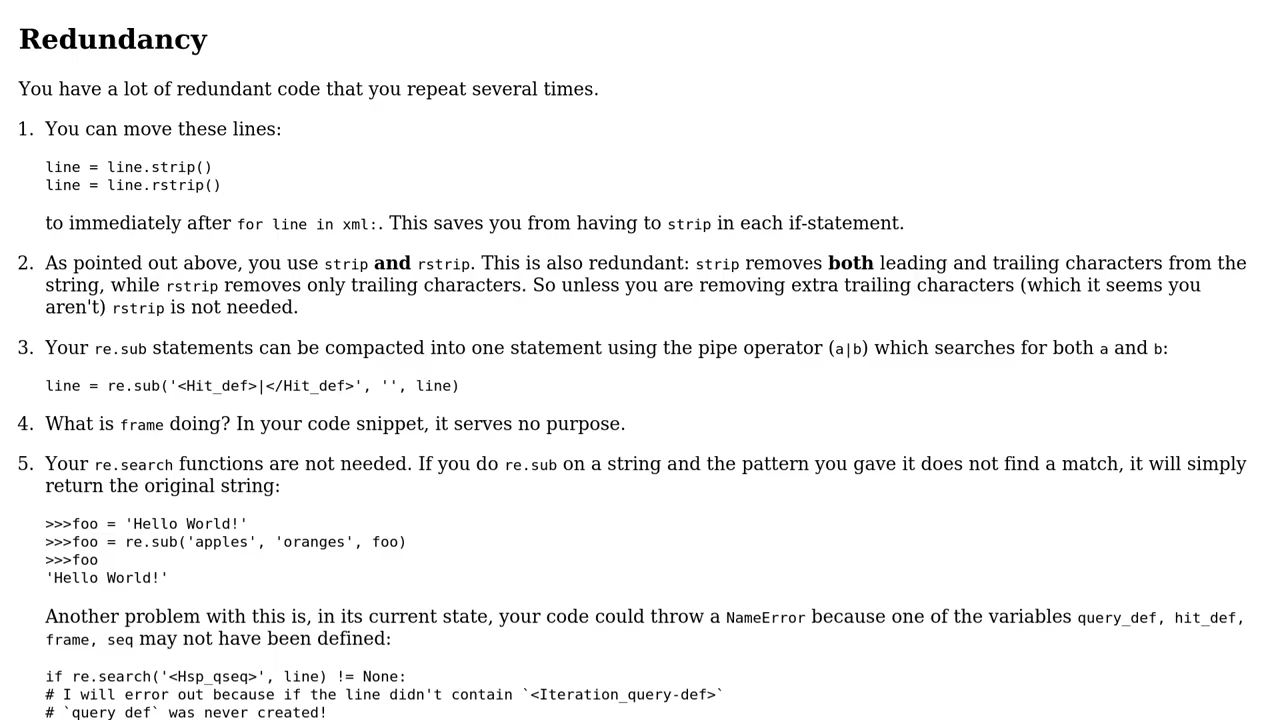 Redundancy
You have a lot of redundant code that you repeat several times.
1. You can move these lines:
line = line.strip()
line = line.rstrip()
to immediately after for line in xml:. This saves you from having to strip in each if-statement.
2. As pointed out above, you use strip and rstrip. This is also redundant: strip removes both leading and trailing characters from the
string, while rstrip removes only trailing characters. So unless you are removing extra trailing characters (which it seems you
aren't) rstrip is not needed.
3. Your re.sub statements can be compacted into one statement using the pipe operator (a|b) which searches for both a and b:
line = re.sub('<Hit_def>|</Hit_def>', '', line)
4. What is frame doing? In your code snippet, it serves no purpose.
5. Your re.search functions are not needed. If you do re.sub on a string and the pattern you gave it does not find a match, it will simply
return the original string:
>>>foo = 'Hello World!'
>>>foo = re.sub('apples', 'oranges', foo)
>>>foo
'Hello World!'
Another problem with this is, in its current state, your code could throw a NameError because one of the variables query_def, hit_def,
frame, seq may not have been defined:
if re.search('<Hsp_qseq>', line) != None:
# I will error out because if the line didn't contain `<Iteration_query-def>`
# `query_def` was never created!